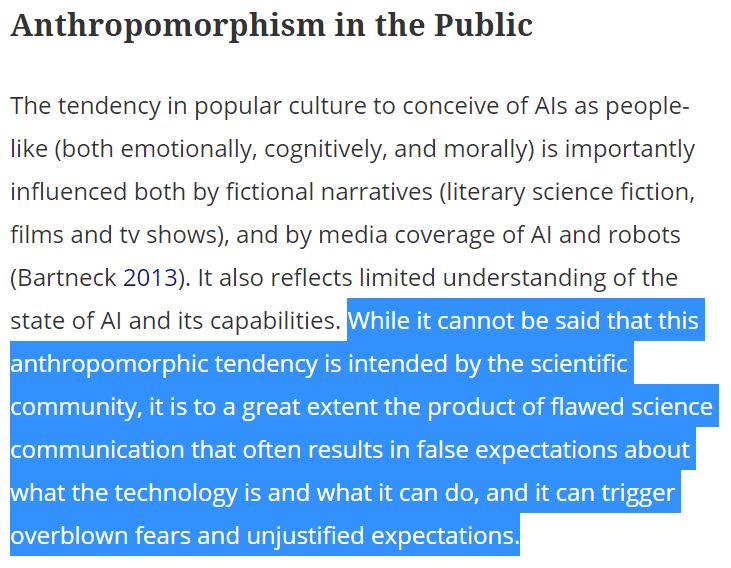 Anthropomorphism in the Public
The tendency in popular culture to conceive of AIs as people-
like (both emotionally, cognitively, and morally) is importantly
influenced both by fictional narratives (literary science fiction,
films and tv shows), and by media coverage of AI and robots
(Bartneck 2013). It also reflects limited understanding of the
state of AI and its capabilities. While it cannot be said that this
anthropomorphic tendency is intended by the scientific
community, it is to a great extent the product of flawed science
communication that often results in false expectations about
what the technology is and what it can do, and it can trigger
overblown fears and unjustified expectations.